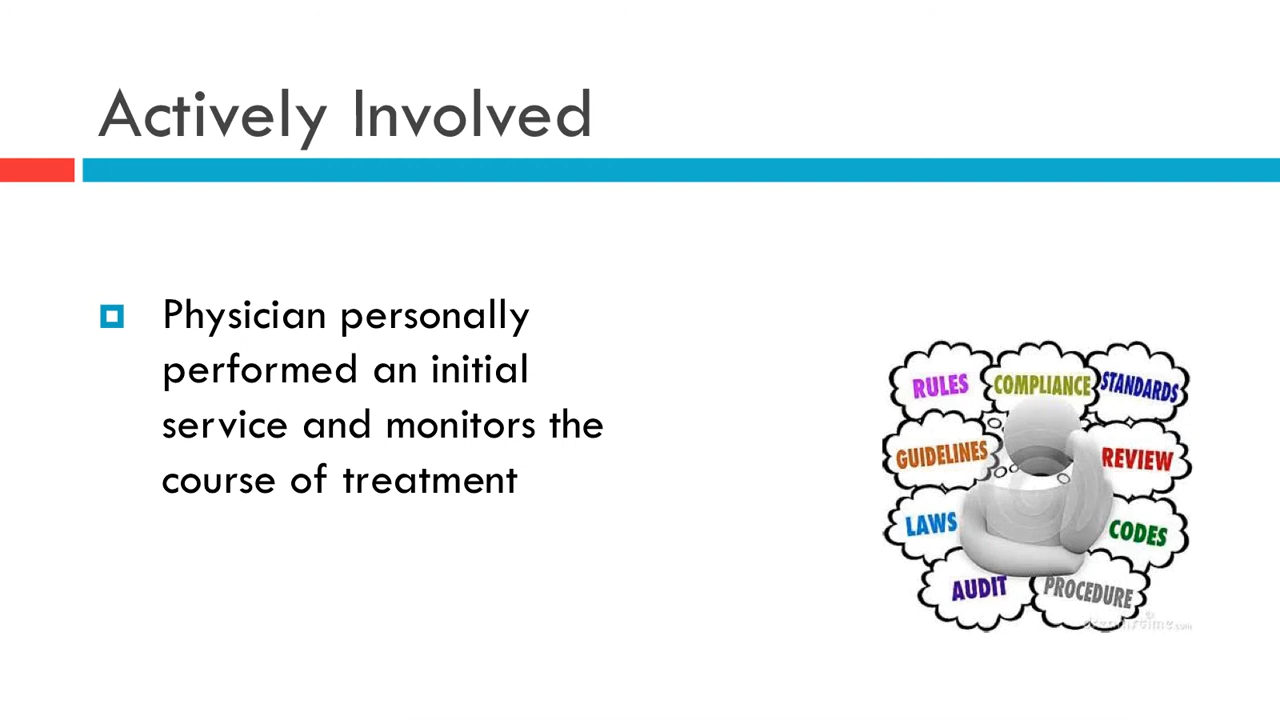 Actively Involved
Physician personally
performed an initial
service and monitors the
course of treatment
RULES
COMPLIANCE
STANDARDS
GUIDELINES
REVIEW
LAWS
CODES
AUDIT
PROCEDURE